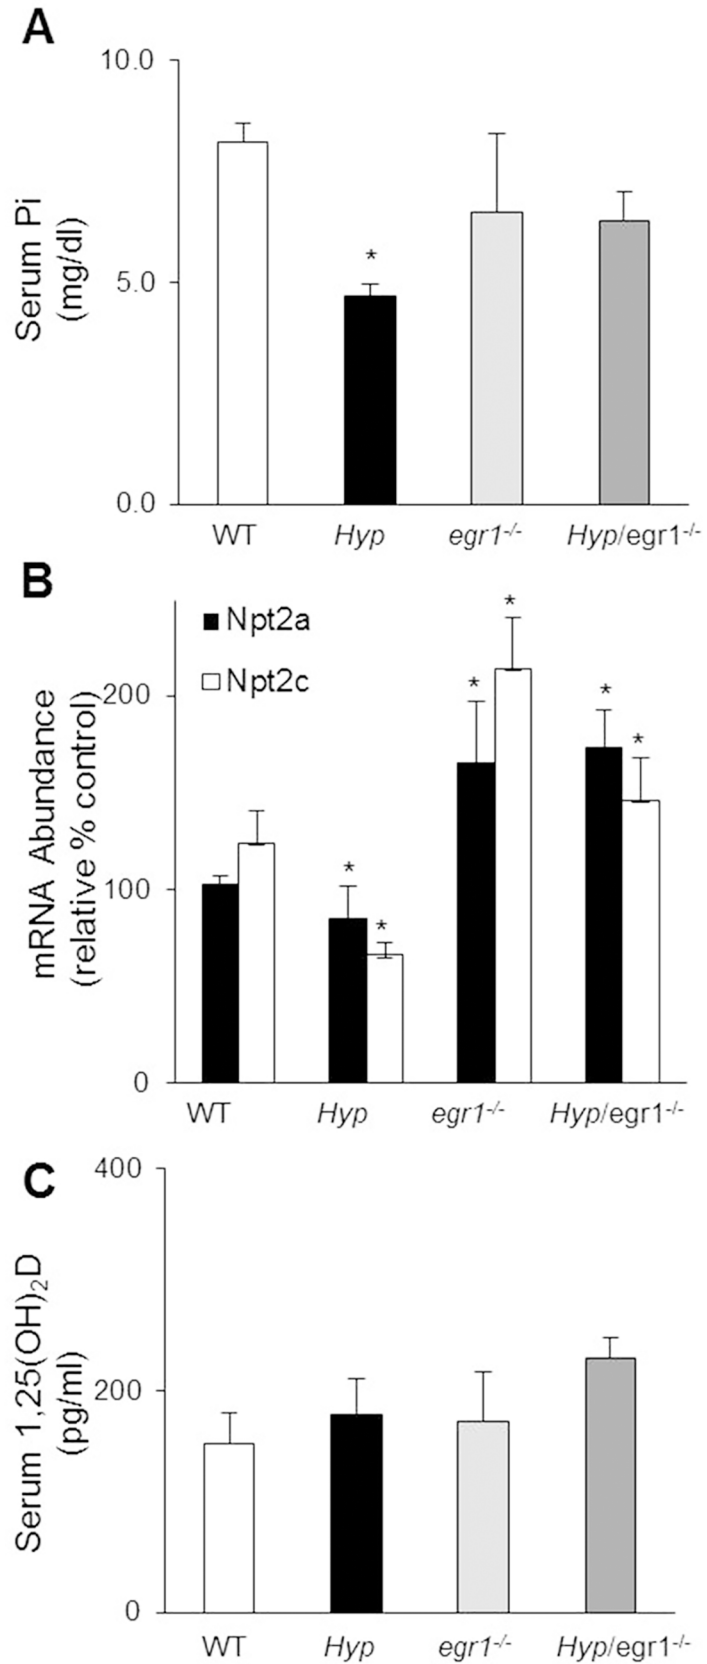 A
10.0
Serum Pi
(mg/dl)
5.0
*
0.0
WT
Hyp
egr1-/-
Hyp/egr1-/-
B
Npt2a
Npt2c
mRNA Abundance
(relative % control)
200
100
0
*
*
*
*
*
*
WT
Hyp
egr1-/-
Hyp/egr1-/-
C
400
Serum 1,25(OH)2D
(pg/ml)
200
0
WT
Hyp
egr1-/-
Hyp/egr1-/-